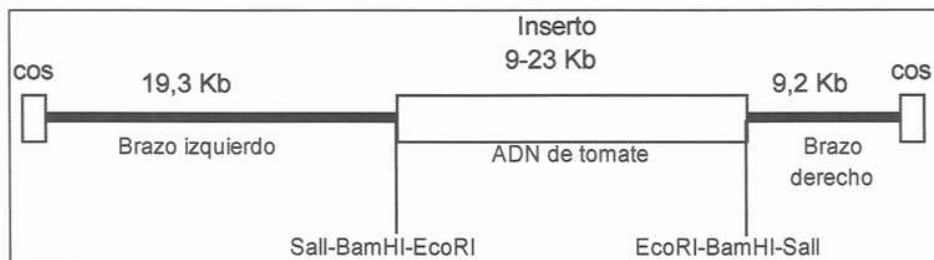 Inserto
9-23 Kb
cos
19,3 Kb
9,2 Kb
cos
Brazo izquierdo
ADN de tomate
Brazo
derecho
SalI-BamHI-EcoRI
EcoRI-BamHI-SalI